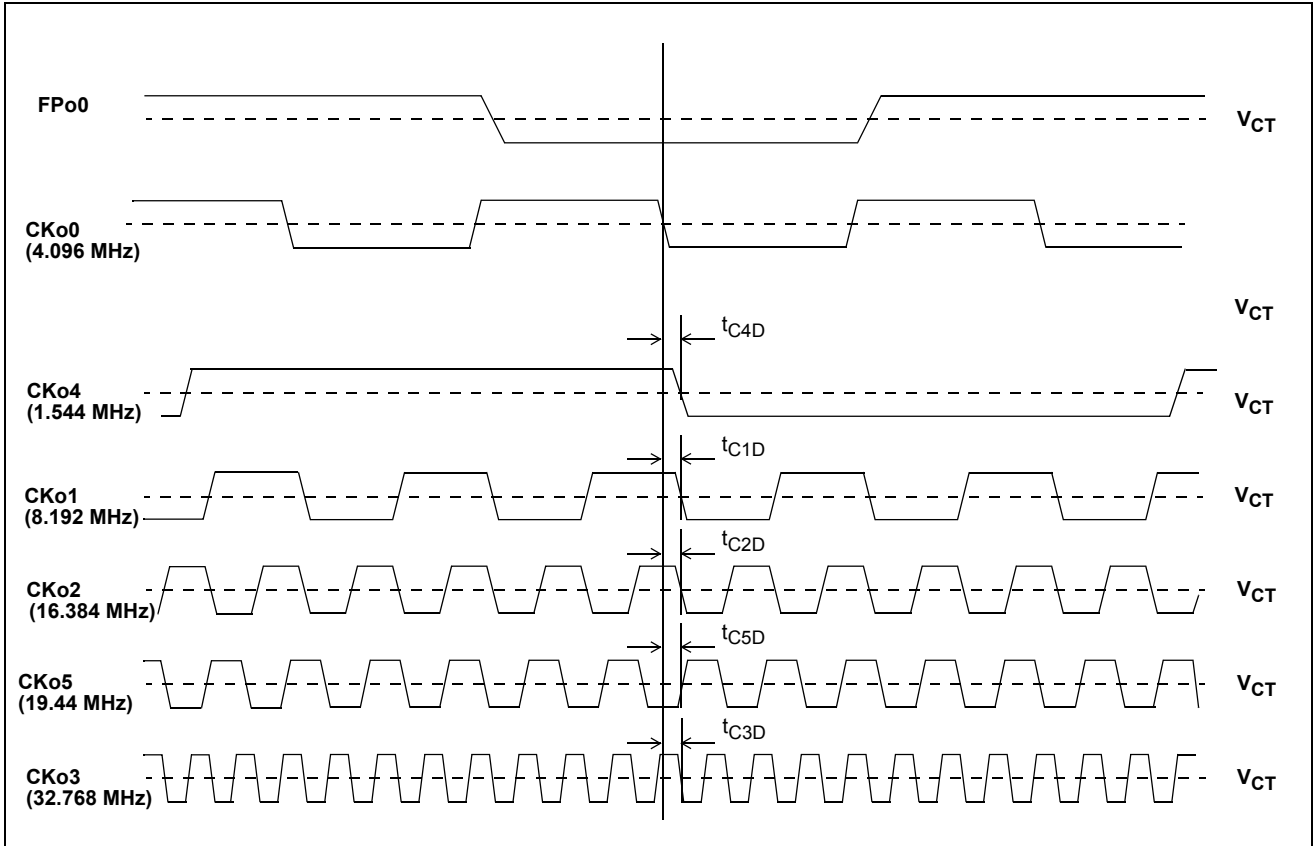 FPo0
V_CT
CKo0
(4.096 MHz)
V_CT
t_C4D
CKo4
(1.544 MHz)
V_CT
t_C1D
CKo1
(8.192 MHz)
V_CT
t_C2D
CKo2
(16.384 MHz)
V_CT
t_C5D
CKo5
(19.44 MHz)
V_CT
t_C3D
CKo3
(32.768 MHz)
V_CT